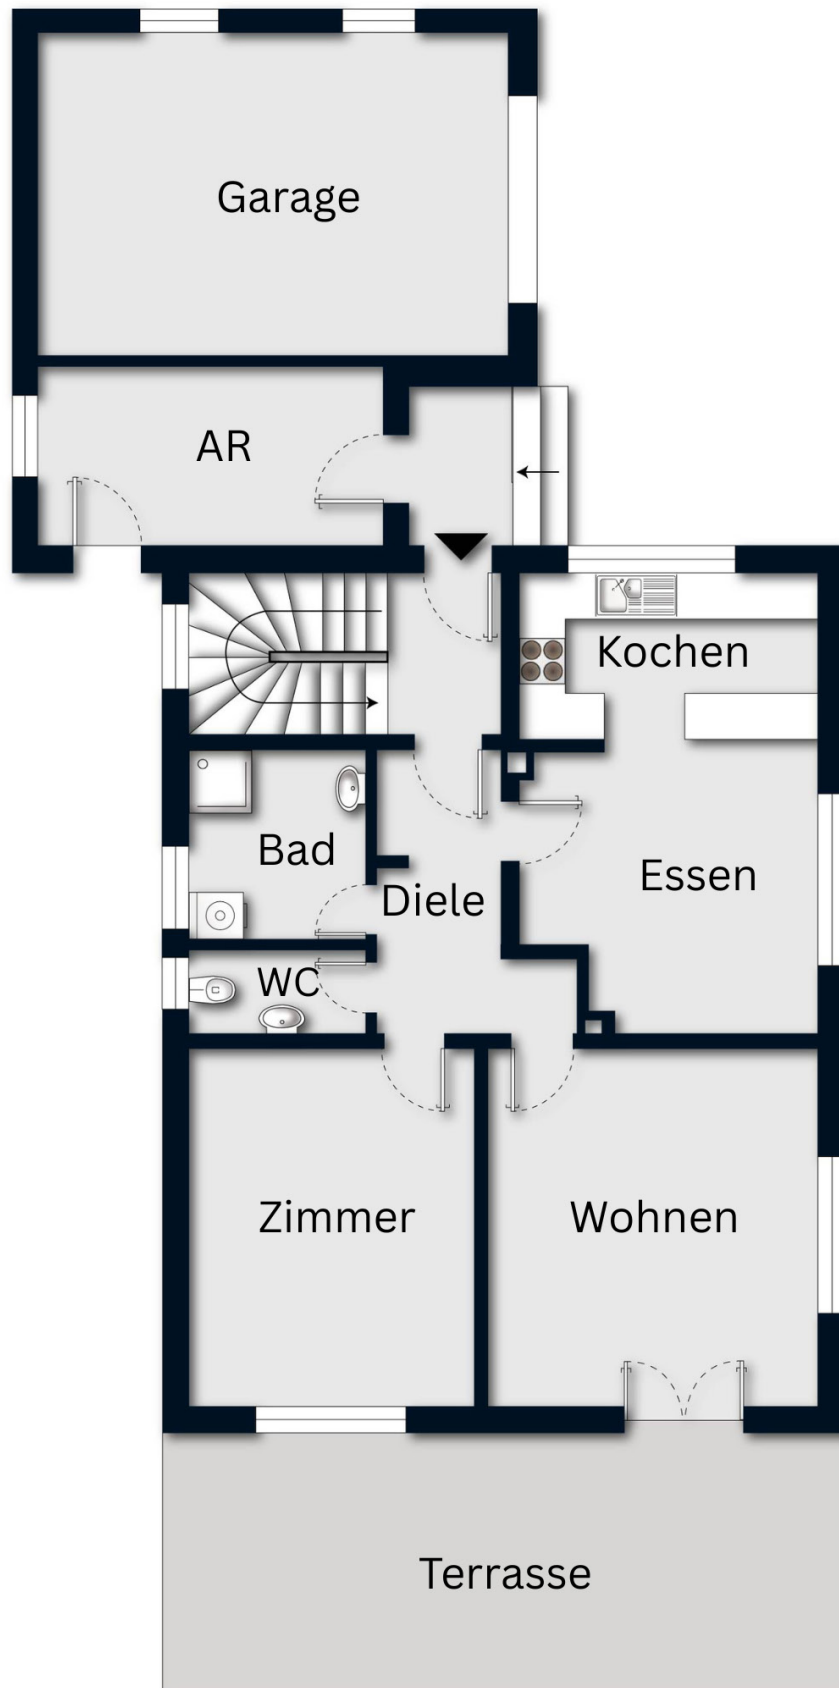 Garage
AR
Kochen
Bad
Essen
Diele
WC
Zimmer
Wohnen
Terrasse